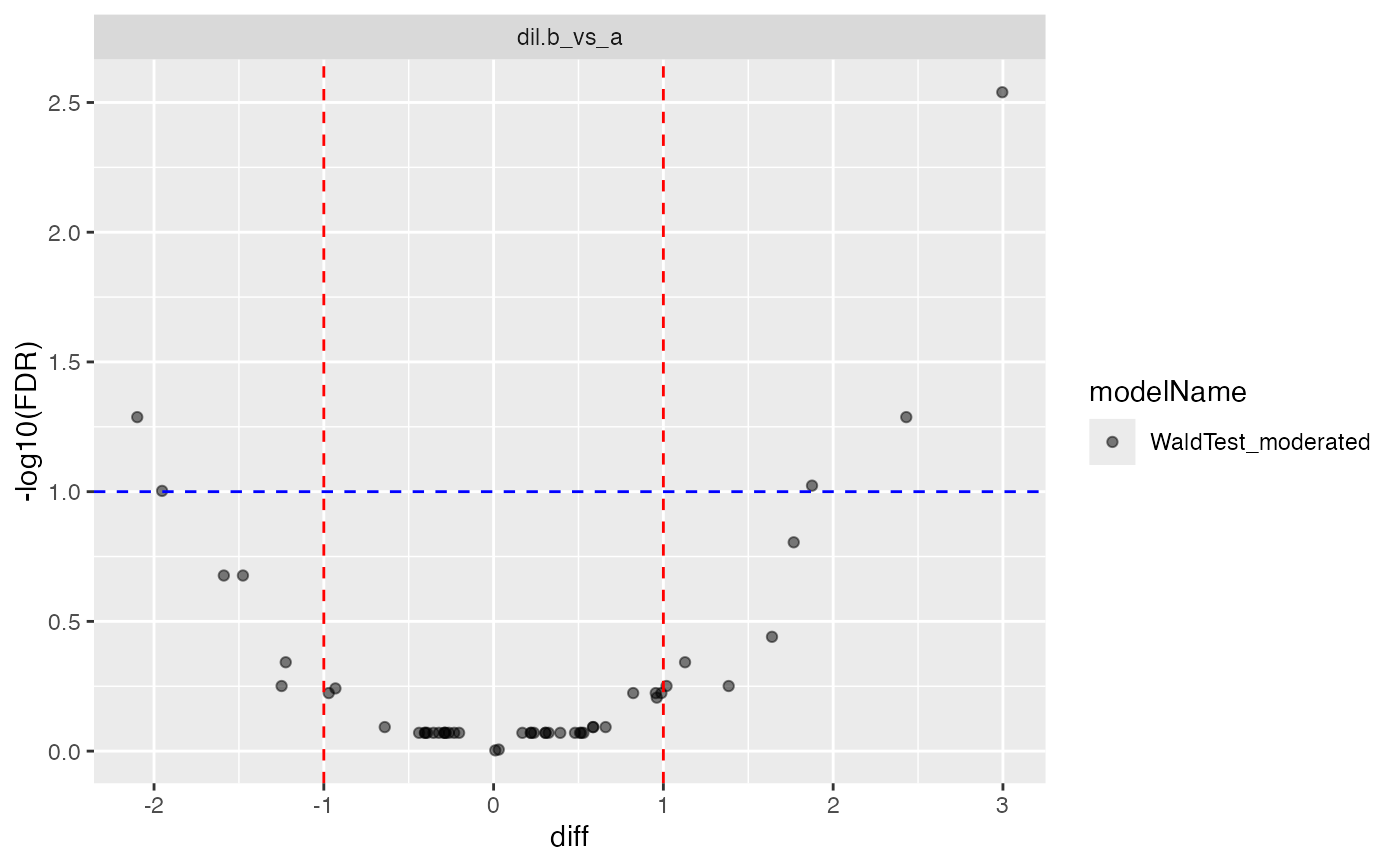 dil.b_vs_a
2.5
2.0
1.5
1.0
0.5
0.0
-log10(FDR)
-2
-1
0
1
2
3
diff
modelName
WaldTest_moderated